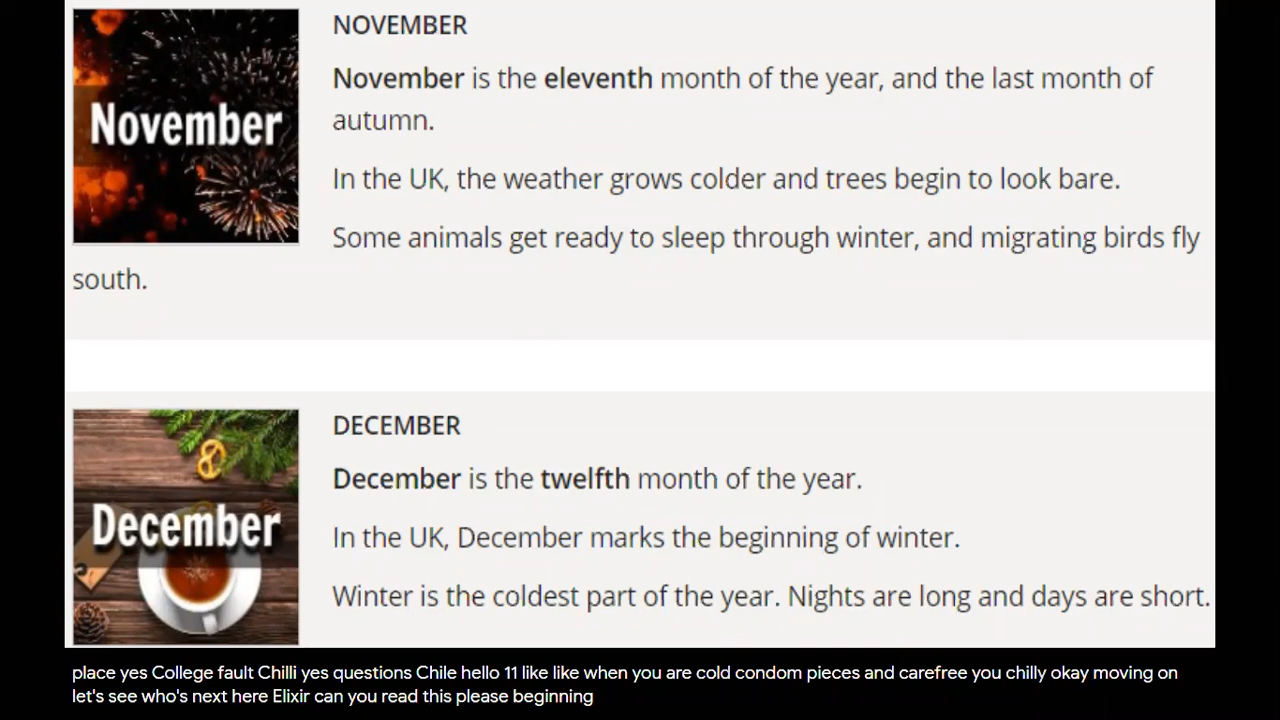 November
NOVEMBER
November is the eleventh month of the year, and the last month of
autumn.
In the UK, the weather grows colder and trees begin to look bare.
Some animals get ready to sleep through winter, and migrating birds fly
south.
December
DECEMBER
December is the twelfth month of the year.
In the UK, December marks the beginning of winter.
Winter is the coldest part of the year. Nights are long and days are short.
place yes College fault Chilli yes questions Chile hello 11 like like when you are cold condom pieces and carefree you chilly okay moving on
let's see who's next here Elixir can you read this please beginning